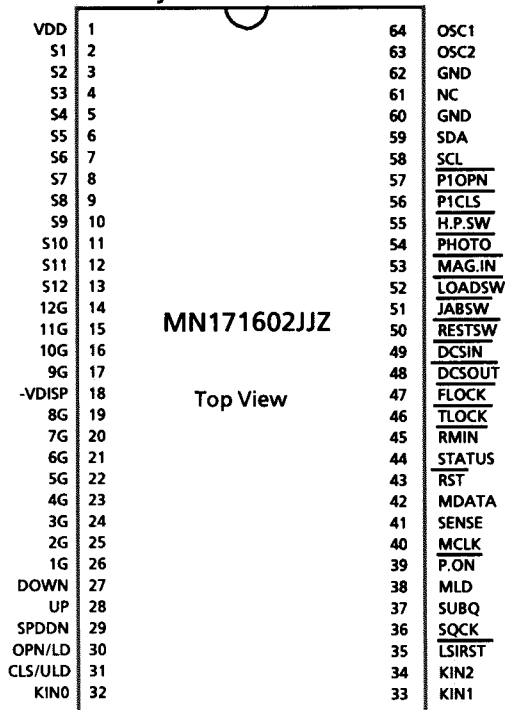 VDD 1 64 OSC1
S1 2 63 OSC2
S2 3 62 GND
S3 4 61 NC
S4 5 60 GND
S5 6 59 SDA
S6 7 58 SCL
S7 8 57 P1OPN
S8 9 56 P1CLS
S9 10 55 H.P.SW
S10 11 54 PHOTO
S11 12 53 MAG.IN
S12 13 52 LOADSW
12G 14 51 JABSW
11G 15 MN171602JJZ 50 RESTSW
10G 16 49 DCSIN
9G 17 48 DCSOUT
-VDISP 18 Top View 47 FLOCK
8G 19 46 TLOCK
7G 20 45 RMIN
6G 21 44 STATUS
5G 22 43 RST
4G 23 42 MDATA
3G 24 41 SENSE
2G 25 40 MCLK
1G 26 39 P.ON
DOWN 27 38 MLD
UP 28 37 SUBQ
SPDDN 29 36 SQCK
OPN/LD 30 35 LSIRST
CLS/ULD 31 34 KIN2
KIN0 32 33 KIN1